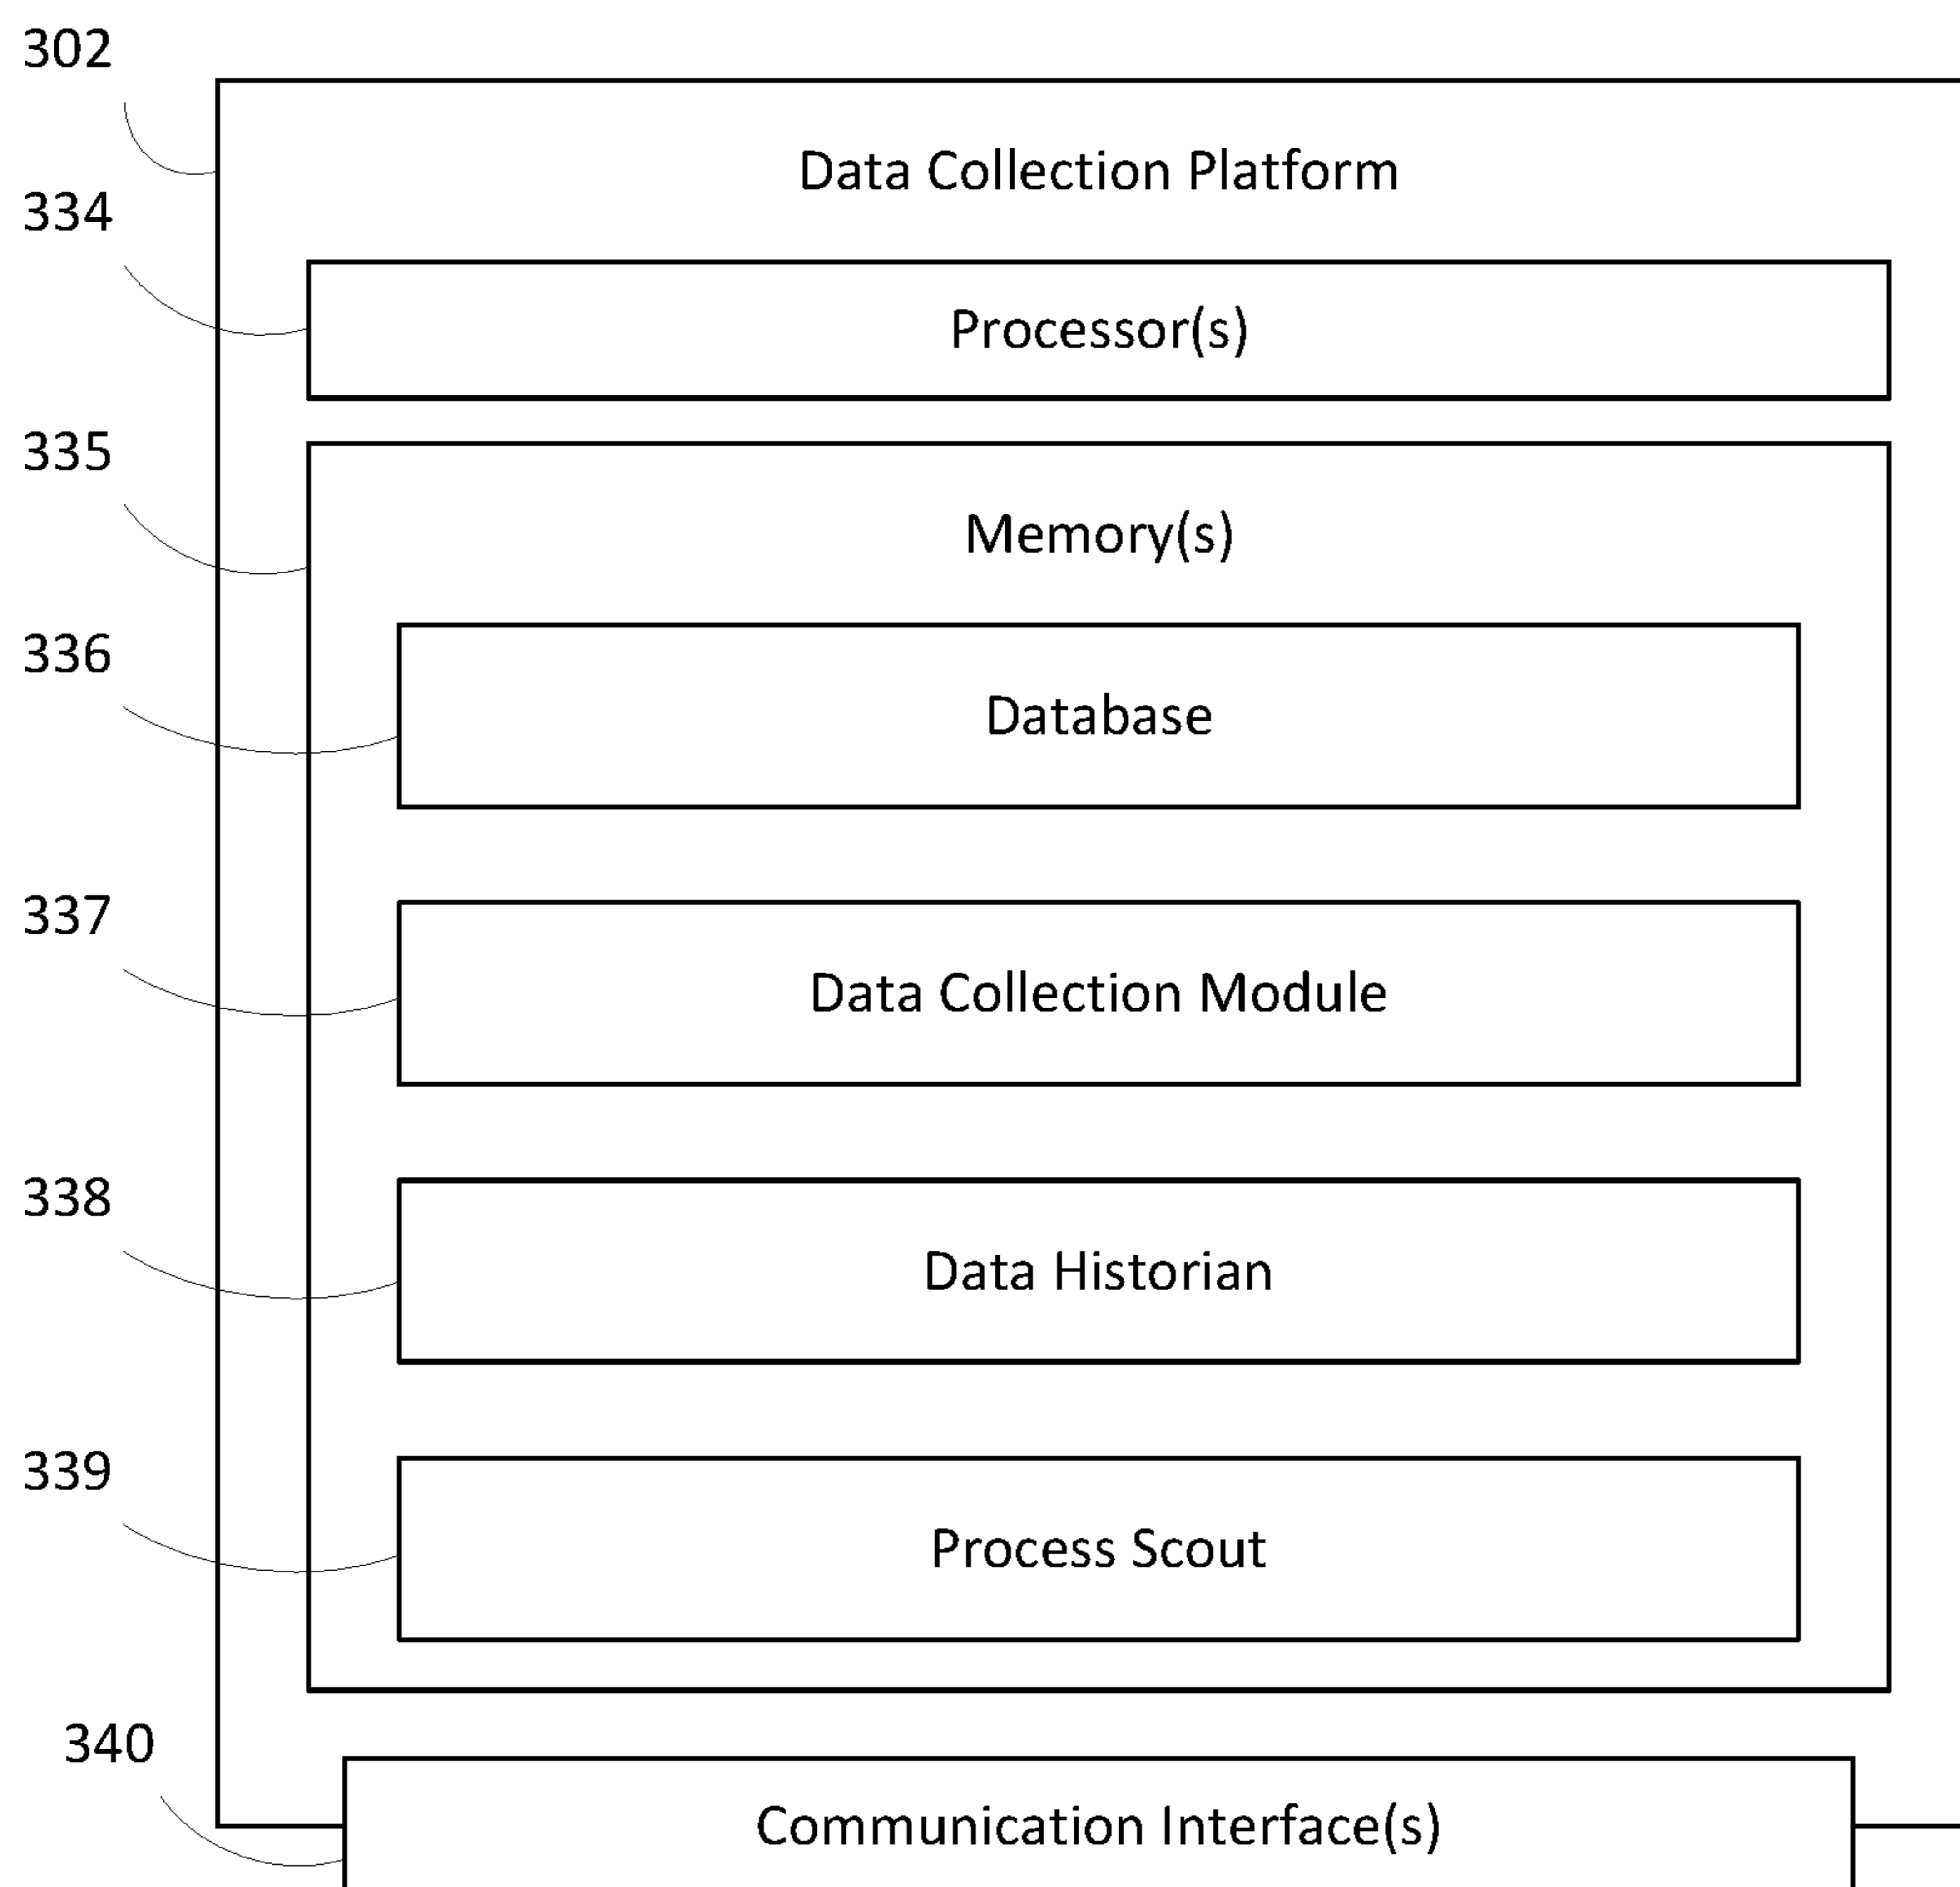 302
Data Collection Platform
334
Processor(s)
335
Memory(s)
336
Database
337
Data Collection Module
338
Data Historian
339
Process Scout
340
Communication Interface(s)